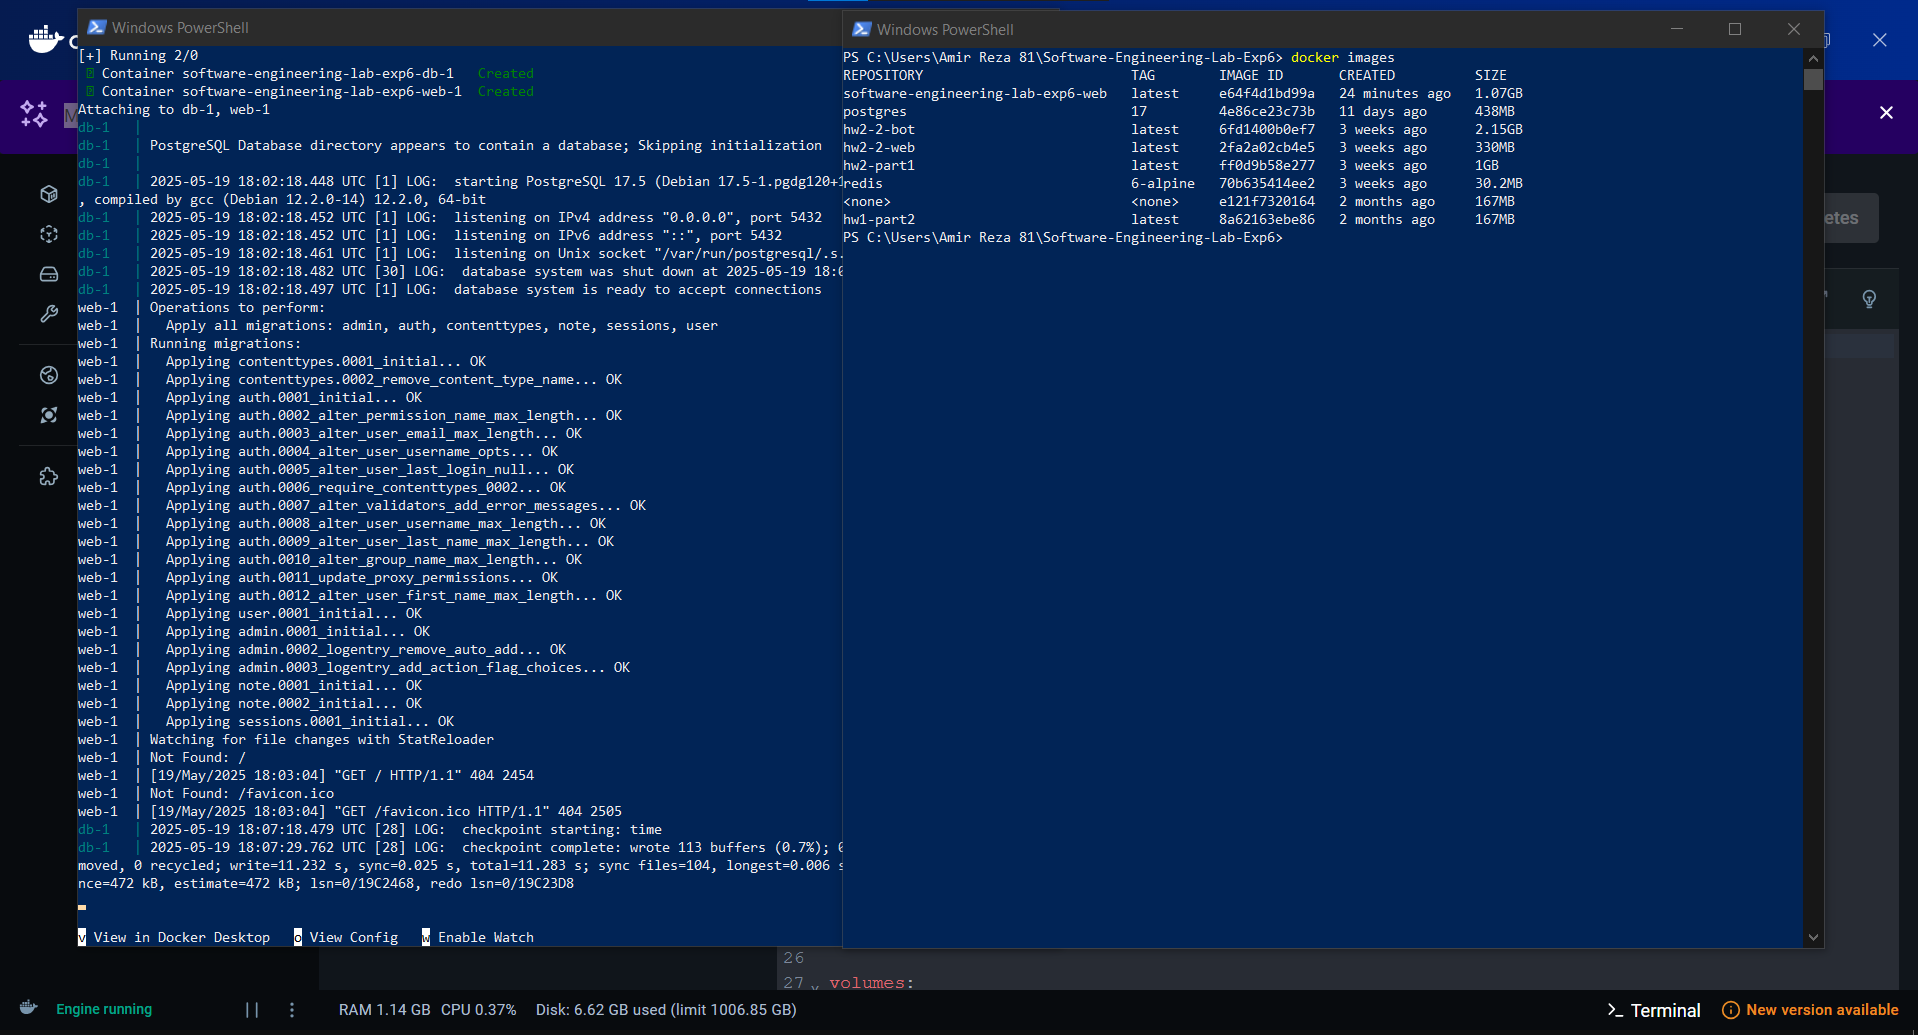 Windows PowerShell
[+] Running 2/0
Container software-engineering-lab-exp6-db-1   Created
Container software-engineering-lab-exp6-web-1  Created
Attaching to db-1, web-1
db-1   |
db-1   | PostgreSQL Database directory appears to contain a database; Skipping initialization
db-1   |
db-1   | 2025-05-19 18:02:18.448 UTC [1] LOG:  starting PostgreSQL 17.5 (Debian 17.5-1.pgdg120+1
, compiled by gcc (Debian 12.2.0-14) 12.2.0, 64-bit
db-1   | 2025-05-19 18:02:18.452 UTC [1] LOG:  listening on IPv4 address "0.0.0.0", port 5432
db-1   | 2025-05-19 18:02:18.452 UTC [1] LOG:  listening on IPv6 address "::", port 5432
db-1   | 2025-05-19 18:02:18.461 UTC [1] LOG:  listening on Unix socket "/var/run/postgresql/.s.
db-1   | 2025-05-19 18:02:18.482 UTC [30] LOG:  database system was shut down at 2025-05-19 18:0
db-1   | 2025-05-19 18:02:18.497 UTC [1] LOG:  database system is ready to accept connections
web-1  | Operations to perform:
web-1  |   Apply all migrations: admin, auth, contenttypes, note, sessions, user
web-1  | Running migrations:
web-1  |   Applying contenttypes.0001_initial... OK
web-1  |   Applying contenttypes.0002_remove_content_type_name... OK
web-1  |   Applying auth.0001_initial... OK
web-1  |   Applying auth.0002_alter_permission_name_max_length... OK
web-1  |   Applying auth.0003_alter_user_email_max_length... OK
web-1  |   Applying auth.0004_alter_user_username_opts... OK
web-1  |   Applying auth.0005_alter_user_last_login_null... OK
web-1  |   Applying auth.0006_require_contenttypes_0002... OK
web-1  |   Applying auth.0007_alter_validators_add_error_messages... OK
web-1  |   Applying auth.0008_alter_user_username_max_length... OK
web-1  |   Applying auth.0009_alter_user_last_name_max_length... OK
web-1  |   Applying auth.0010_alter_group_name_max_length... OK
web-1  |   Applying auth.0011_update_proxy_permissions... OK
web-1  |   Applying auth.0012_alter_user_first_name_max_length... OK
web-1  |   Applying user.0001_initial... OK
web-1  |   Applying admin.0001_initial... OK
web-1  |   Applying admin.0002_logentry_remove_auto_add... OK
web-1  |   Applying admin.0003_logentry_add_action_flag_choices... OK
web-1  |   Applying note.0001_initial... OK
web-1  |   Applying note.0002_initial... OK
web-1  |   Applying sessions.0001_initial... OK
web-1  | Watching for file changes with StatReloader
web-1  | Not Found: /
web-1  | [19/May/2025 18:03:04] "GET / HTTP/1.1" 404 2454
web-1  | Not Found: /favicon.ico
web-1  | [19/May/2025 18:03:04] "GET /favicon.ico HTTP/1.1" 404 2505
db-1   | 2025-05-19 18:07:18.479 UTC [28] LOG:  checkpoint starting: time
db-1   | 2025-05-19 18:07:29.762 UTC [28] LOG:  checkpoint complete: wrote 113 buffers (0.7%); 0
moved, 0 recycled; write=11.232 s, sync=0.025 s, total=11.283 s; sync files=104, longest=0.006 s
nce=472 kB, estimate=472 kB; lsn=0/19C2468, redo lsn=0/19C23D8
v View in Docker Desktop   o View Config   w Enable Watch
Windows PowerShell
PS C:\Users\Amir Reza 81\Software-Engineering-Lab-Exp6> docker images
REPOSITORY                          TAG        IMAGE ID       CREATED          SIZE
software-engineering-lab-exp6-web   latest     e64f4d1bd99a   24 minutes ago   1.07GB
postgres                            17         4e86ce23c73b   11 days ago      438MB
hw2-2-bot                           latest     6fd1400b0ef7   3 weeks ago      2.15GB
hw2-2-web                           latest     2fa2a02cb4e5   3 weeks ago      330MB
hw2-part1                           latest     ff0d9b58e277   3 weeks ago      1GB
redis                               6-alpine   70b635414ee2   3 weeks ago      30.2MB
<none>                              <none>     e121f7320164   2 months ago     167MB
hw1-part2                           latest     8a62163ebe86   2 months ago     167MB
PS C:\Users\Amir Reza 81\Software-Engineering-Lab-Exp6>
etes
26
27 volumes:
Engine running
RAM 1.14 GB CPU 0.37% Disk: 6.62 GB used (limit 1006.85 GB)
>_ Terminal
New version available